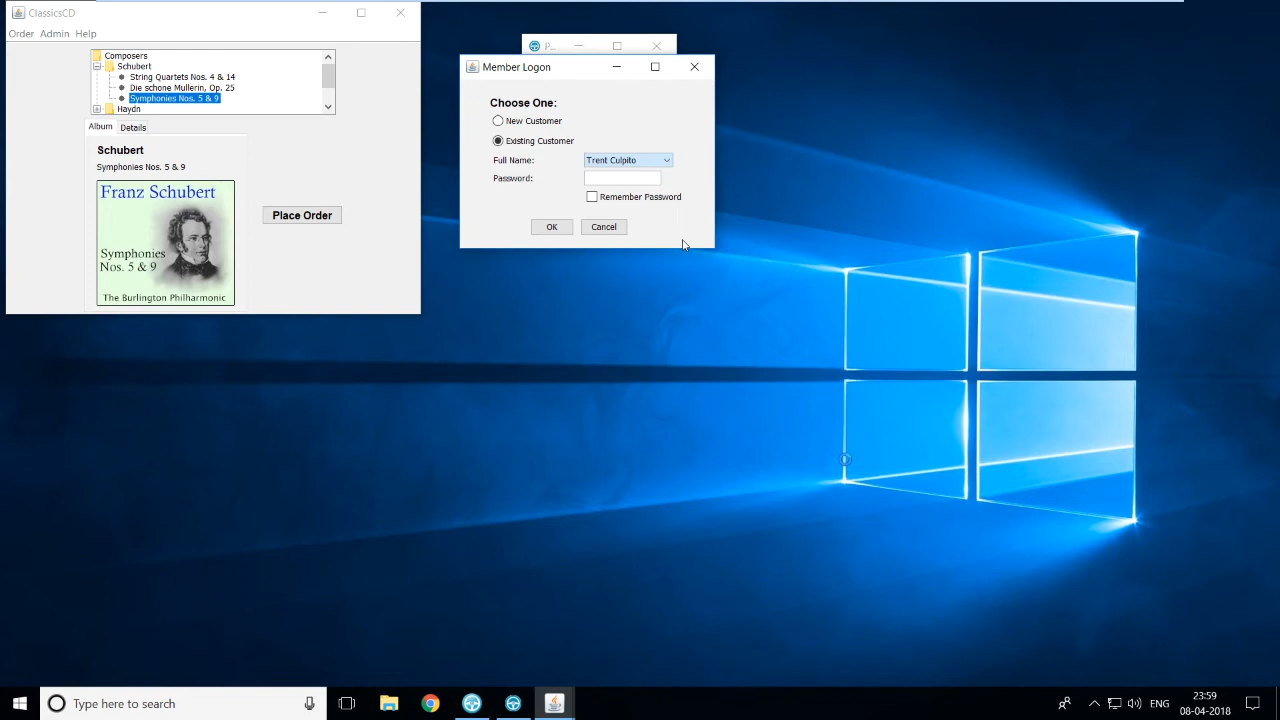 ClassicsCD
Order Admin Help
Composers
Schubert
String Quartets Nos. 4 & 14
Die schone Mullerin, Op. 25
Symphonies Nos. 5 & 9
Haydn
Album Details
Schubert
Symphonies Nos. 5 & 9
Franz Schubert
Symphonies
Nos. 5 & 9
The Burlington Philharmonic
Place Order
P...
Member Logon
Choose One:
New Customer
Existing Customer
Full Name: Trent Culpito
Password:
Remember Password
OK Cancel
Type here to search
ENG
23:59
08-04-2018